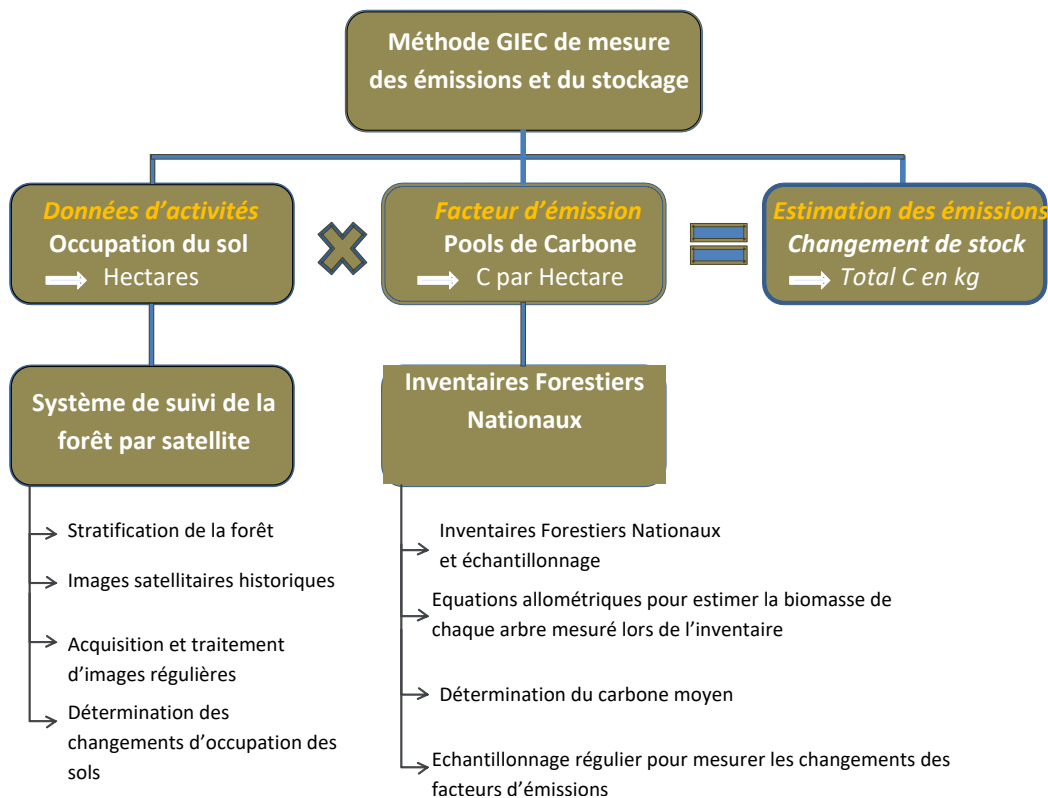 Méthode GIEC de mesure
des émissions et du stockage
Données d'activités
Occupation du sol
Hectares
Facteur d'émission
Pools de Carbone
C par Hectare
Estimation des émissions
Changement de stock
Total C en kg
Système de suivi de la
forêt par satellite
Stratification de la forêt
Images satellitaires historiques
Acquisition et traitement
d'images régulières
Détermination des
changements d'occupation des
sols
Inventaires Forestiers
Nationaux
Inventaires Forestiers Nationaux
et échantillonnage
Equations allométriques pour estimer la biomasse de
chaque arbre mesuré lors de l'inventaire
Détermination du carbone moyen
Echantillonnage régulier pour mesurer les changements des
facteurs d'émissions